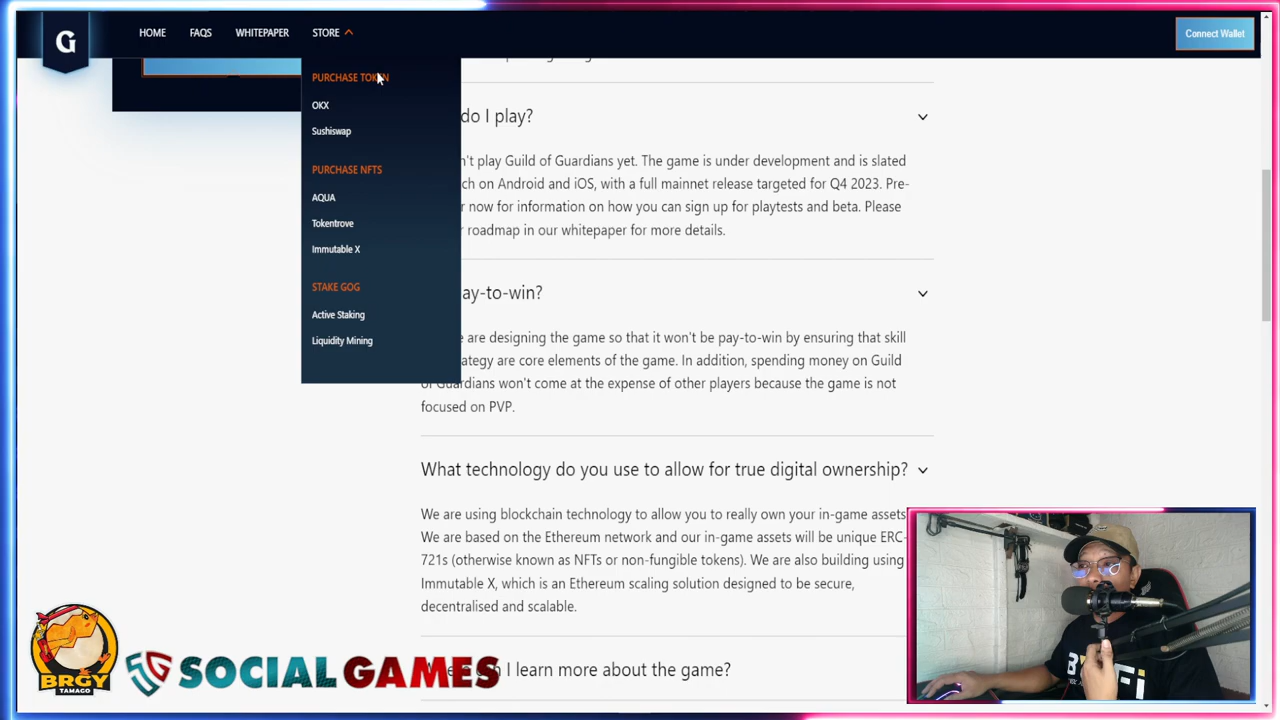 G
HOME
FAQS
WHITEPAPER
STORE
Connect Wallet
PURCHASE TOKEN
OKX
Sushiswap
PURCHASE NFTS
AQUA
Tokentrove
Immutable X
STAKE GOG
Active Staking
Liquidity Mining
do I play?
't play Guild of Guardians yet. The game is under development and is slated
ch on Android and iOS, with a full mainnet release targeted for Q4 2023. Pre-
r now for information on how you can sign up for playtests and beta. Please
r roadmap in our whitepaper for more details.
ay-to-win?
e are designing the game so that it won't be pay-to-win by ensuring that skill
ategy are core elements of the game. In addition, spending money on Guild
of Guardians won't come at the expense of other players because the game is not
focused on PVP.
What technology do you use to allow for true digital ownership?
We are using blockchain technology to allow you to really own your in-game assets
We are based on the Ethereum network and our in-game assets will be unique ERC-
721s (otherwise known as NFTs or non-fungible tokens). We are also building using
Immutable X, which is an Ethereum scaling solution designed to be secure,
decentralised and scalable.
I learn more about the game?
BRGY
TAMAGO
SG SOCIALGAMES